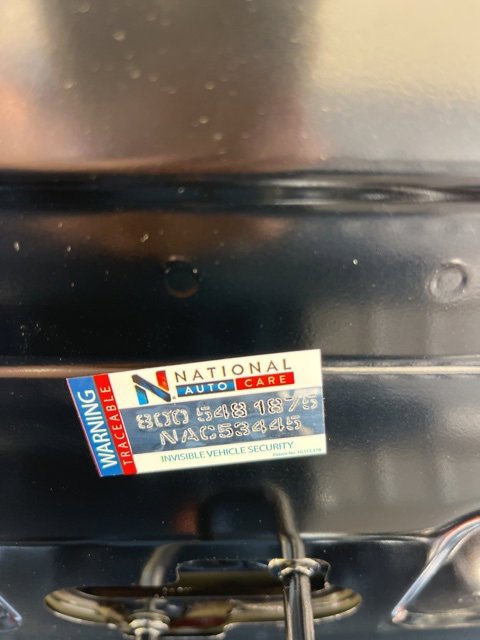 WARNING
TRACEABLE
N NATIONAL
AUTO CARE
800 548 1875
NAC53445
INVISIBLE VEHICLE SECURITY